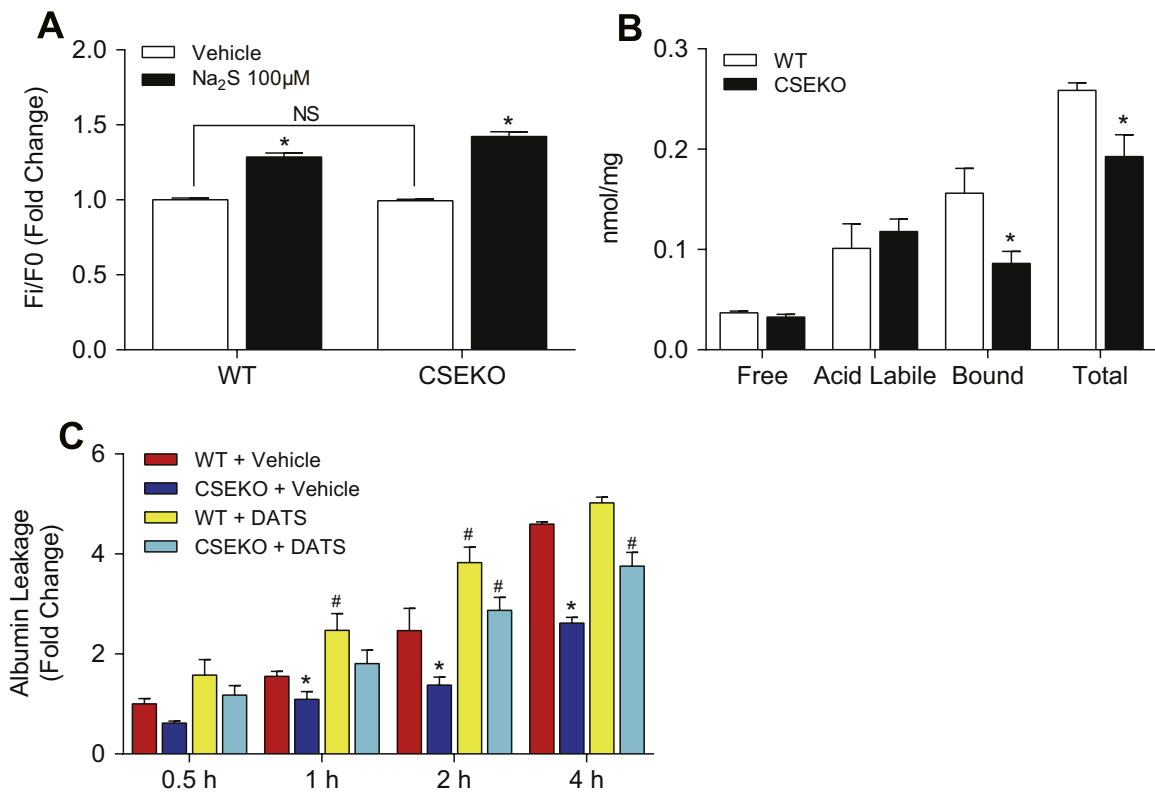 A
Fi/F0 (Fold Change)
2.0
1.5
1.0
0.5
0.0
Vehicle
Na₂S 100μM
NS
*
*
WT
CSEKO
B
nmol/mg
0.3
0.2
0.1
0.0
WT
CSEKO
*
*
Free
Acid Labile
Bound
Total
C
Albumin Leakage
(Fold Change)
6
4
2
0
WT + Vehicle
CSEKO + Vehicle
WT + DATS
CSEKO + DATS
*
#
*
#
#
*
#
0.5 h
1 h
2 h
4 h